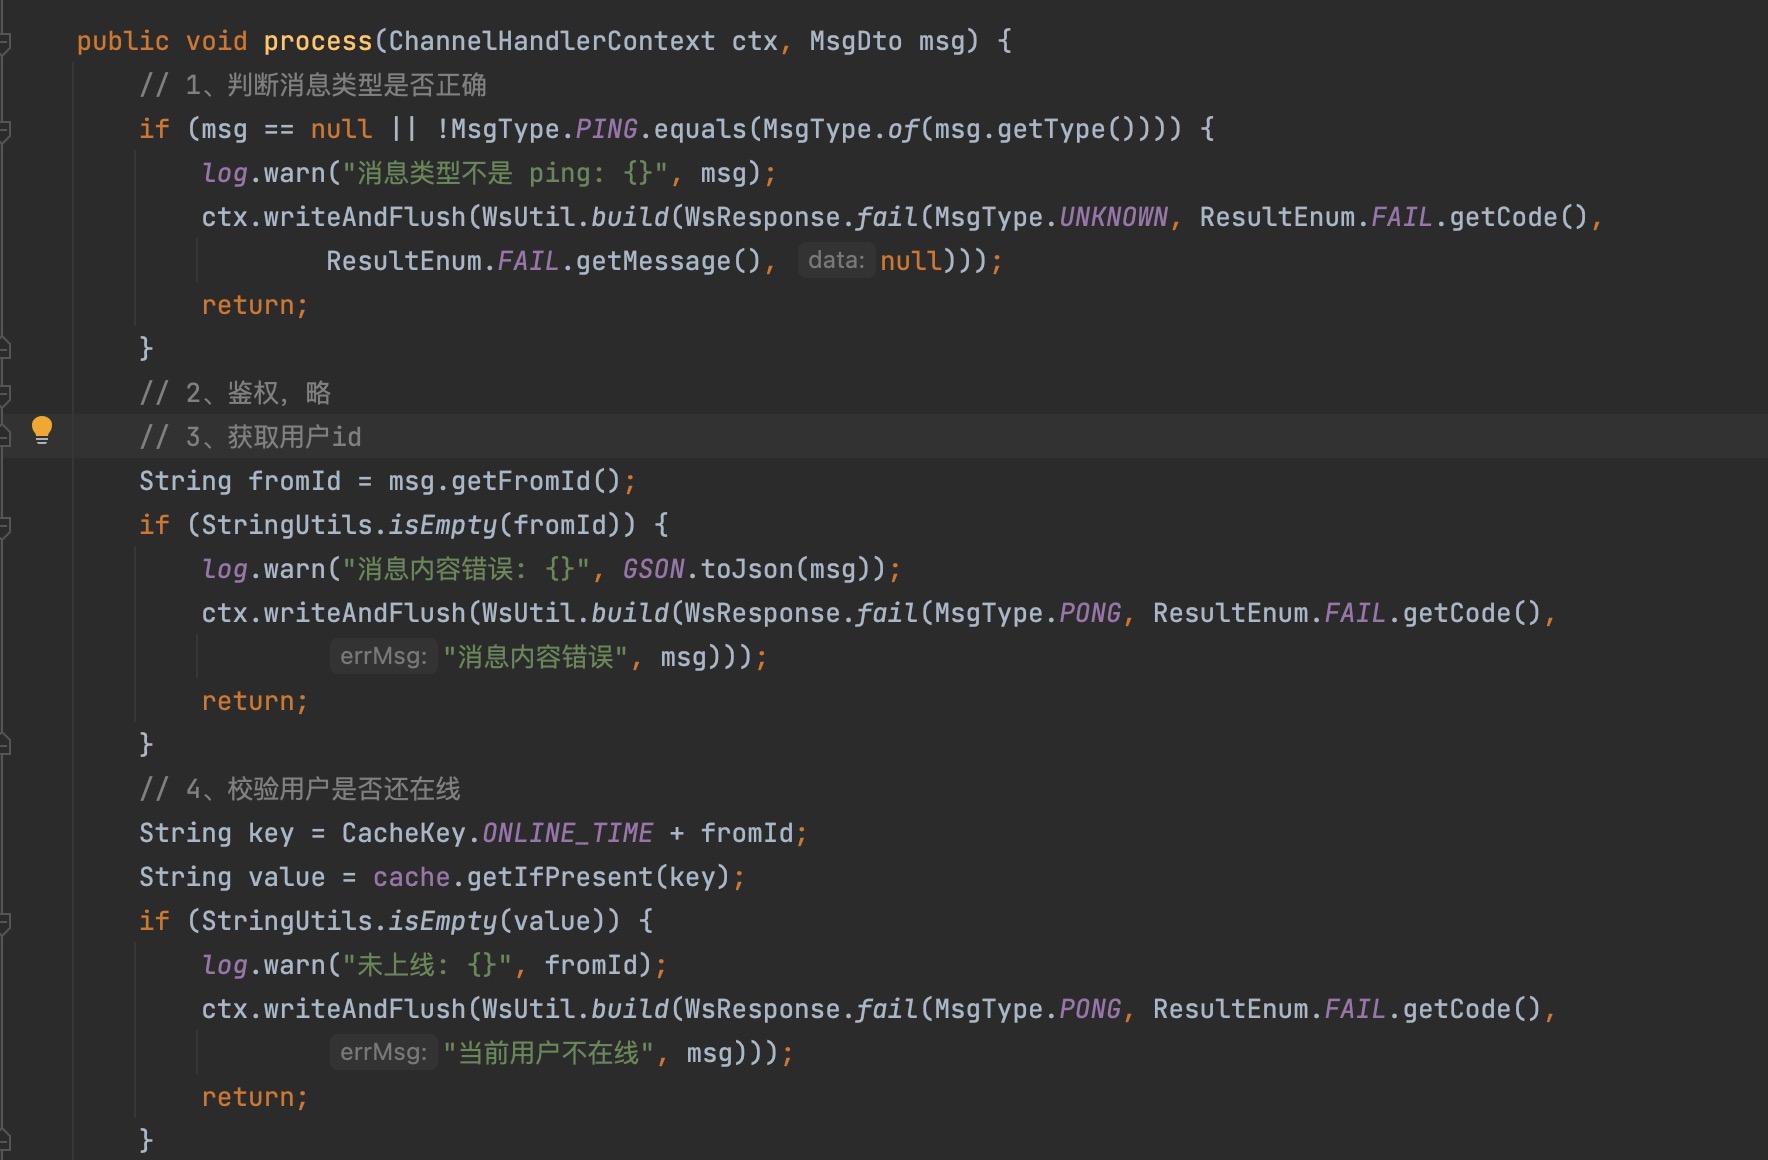 public void process(ChannelHandlerContext ctx, MsgDto msg) {
// 1、判断消息类型是否正确
if (msg == null || !MsgType.PING.equals(MsgType.of(msg.getType()))) {
log.warn("消息类型不是 ping: {}", msg);
ctx.writeAndFlush(WsUtil.build(WsResponse.fail(MsgType.UNKNOWN, ResultEnum.FAIL.getCode(),
ResultEnum.FAIL.getMessage(), data: null)));
return;
}
// 2、鉴权，略
// 3、获取用户id
String fromId = msg.getFromId();
if (StringUtils.isEmpty(fromId)) {
log.warn("消息内容错误: {}", GSON.toJson(msg));
ctx.writeAndFlush(WsUtil.build(WsResponse.fail(MsgType.PONG, ResultEnum.FAIL.getCode(),
errMsg: "消息内容错误", msg)));
return;
}
// 4、校验用户是否还在线
String key = CacheKey.ONLINE_TIME + fromId;
String value = cache.getIfPresent(key);
if (StringUtils.isEmpty(value)) {
log.warn("未上线: {}", fromId);
ctx.writeAndFlush(WsUtil.build(WsResponse.fail(MsgType.PONG, ResultEnum.FAIL.getCode(),
errMsg: "当前用户不在线", msg)));
return;
}